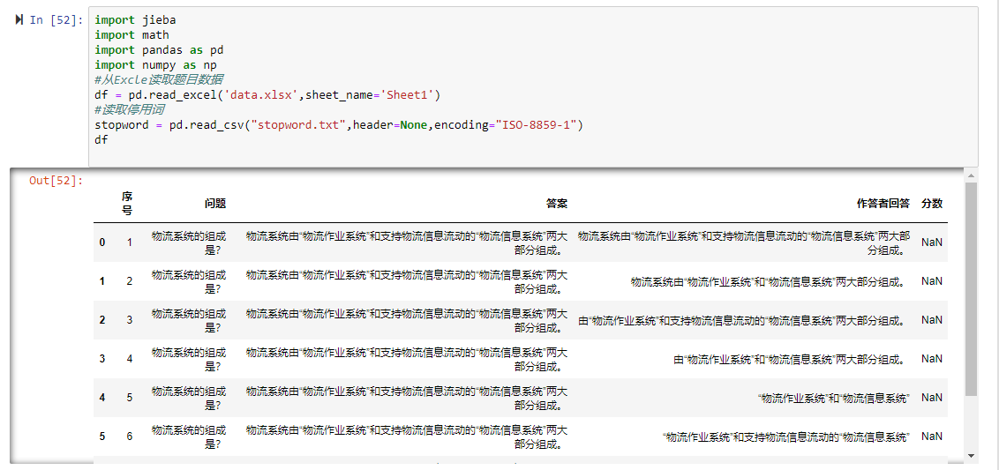 In [52]:
import jieba
import math
import pandas as pd
import numpy as np
#从Excle读取题目数据
df = pd.read_excel('data.xlsx',sheet_name='Sheet1')
#读取停用词
stopword = pd.read_csv("stopword.txt",header=None,encoding="ISO-8859-1")
df
Out[52]:
序
号 问题 答案 作答者回答 分数
0 1 物流系统的组成 物流系统由“物流作业系统”和支持物流信息流动的“物流信息系统”两大 物流系统由“物流作业系统”和支持物流信息流动的“物流信息系统”两大部 NaN
是? 部分组成。 分组成。
1 2 物流系统的组成 物流系统由“物流作业系统”和支持物流信息流动的“物流信息系统”两大 物流系统由“物流作业系统”和“物流信息系统”两大部分组成。 NaN
是? 部分组成。
2 3 物流系统的组成 物流系统由“物流作业系统”和支持物流信息流动的“物流信息系统”两大 由“物流作业系统”和支持物流信息流动的“物流信息系统”两大部分组成。 NaN
是? 部分组成。
3 4 物流系统的组成 物流系统由“物流作业系统”和支持物流信息流动的“物流信息系统”两大 由“物流作业系统”和“物流信息系统”两大部分组成。 NaN
是? 部分组成。
4 5 物流系统的组成 物流系统由“物流作业系统”和支持物流信息流动的“物流信息系统”两大 “物流作业系统”和“物流信息系统” NaN
是? 部分组成。
5 6 物流系统的组成 物流系统由“物流作业系统”和支持物流信息流动的“物流信息系统”两大 “物流作业系统”和支持物流信息流动的“物流信息系统” NaN
是? 部分组成。